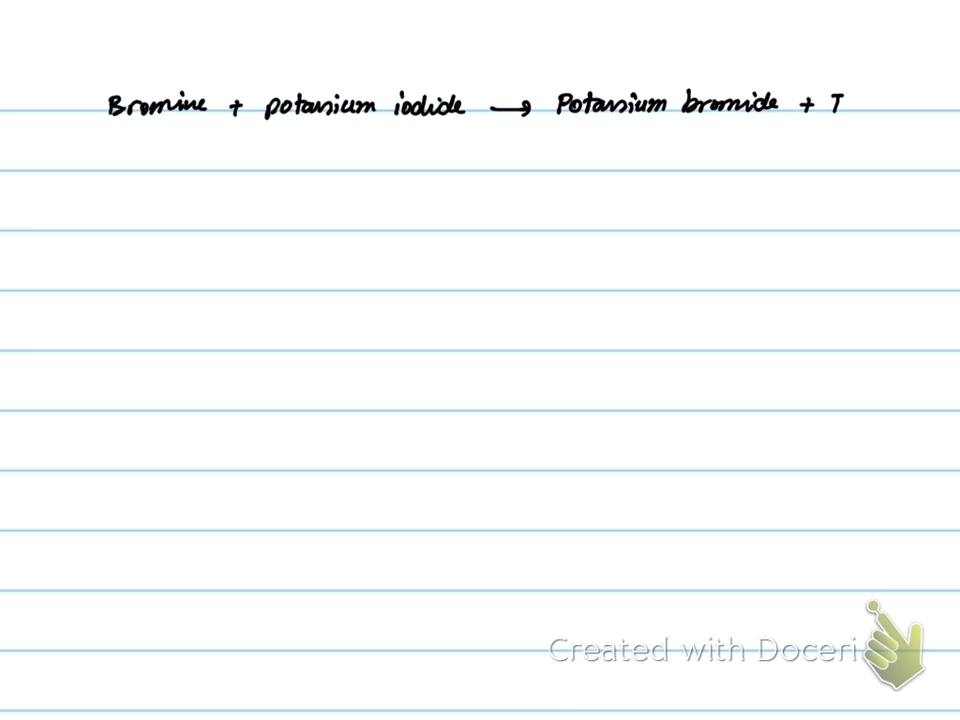 Bromine + potassium iodide → Potassium bromide + I
Created with Doceri